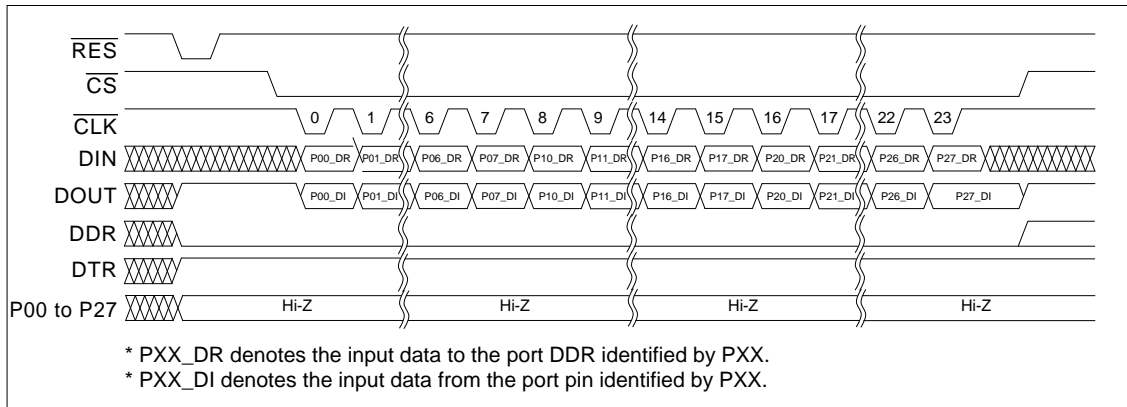 RES
CS
CLK 0 1 6 7 8 9 14 15 16 17 22 23
DIN P00_DR P01_DR P06_DR P07_DR P10_DR P11_DR P16_DR P17_DR P20_DR P21_DR P26_DR P27_DR
DOUT P00_DI P01_DI P06_DI P07_DI P10_DI P11_DI P16_DI P17_DI P20_DI P21_DI P26_DI P27_DI
DDR
DTR
P00 to P27 Hi-Z Hi-Z Hi-Z Hi-Z
* PXX_DR denotes the input data to the port DDR identified by PXX.
* PXX_DI denotes the input data from the port pin identified by PXX.